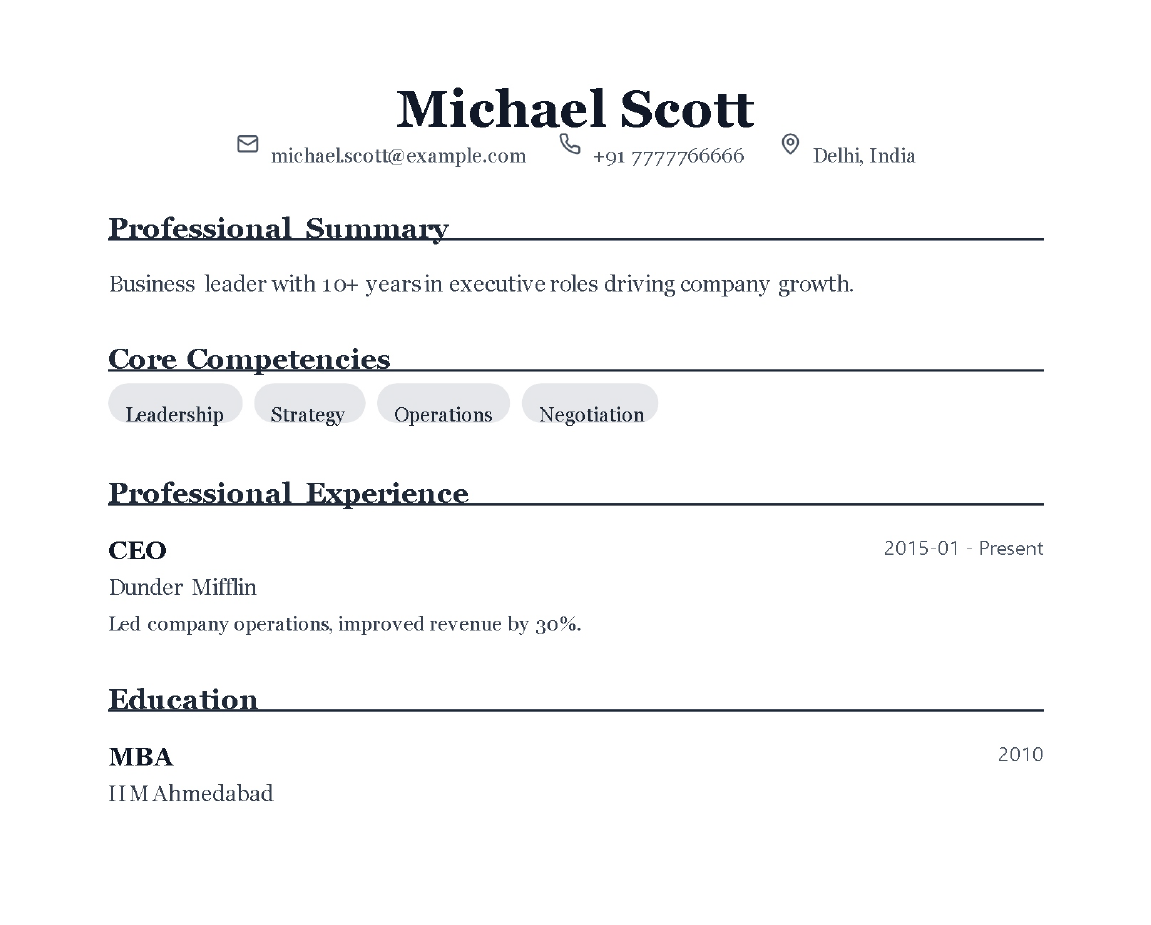 Michael Scott
michael.scott@example.com +91 7777766666 Delhi, India
Professional Summary
Business leader with 10+ years in executive roles driving company growth.
Core Competencies
Leadership Strategy Operations Negotiation
Professional Experience
CEO 2015-01 - Present
Dunder Mifflin
Led company operations, improved revenue by 30%.
Education
MBA 2010
IIM Ahmedabad